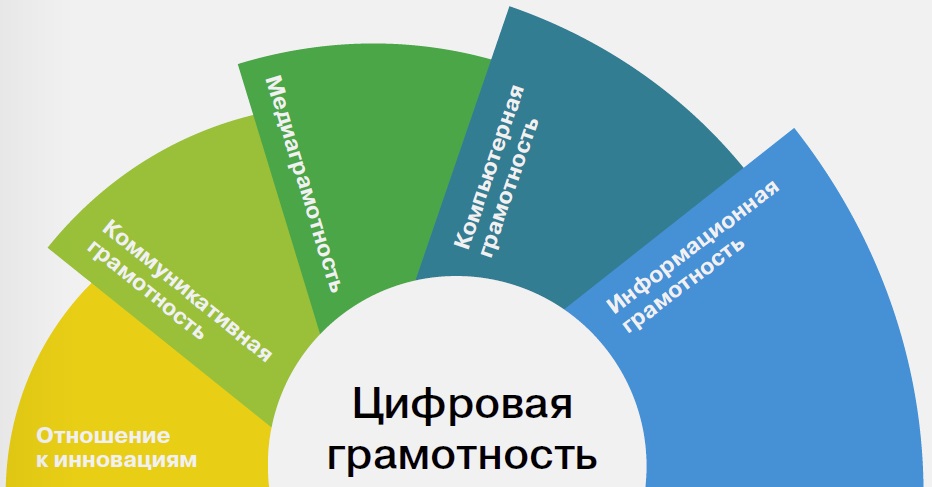 Отношение
к инновациям
Коммуникативная
грамотность
Медиаграмотность
Компьютерная
грамотность
Информационная
грамотность
Цифровая
грамотность